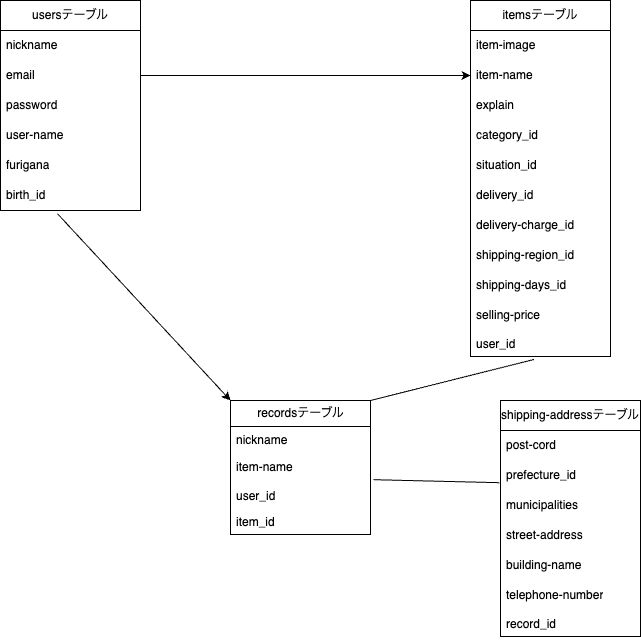 usersテーブル
nickname
email
password
user-name
furigana
birth_id
itemsテーブル
item-image
item-name
explain
category_id
situation_id
delivery_id
delivery-charge_id
shipping-region_id
shipping-days_id
selling-price
user_id
recordsテーブル
nickname
item-name
user_id
item_id
shipping-addressテーブル
post-cord
prefecture_id
municipalities
street-address
building-name
telephone-number
record_id